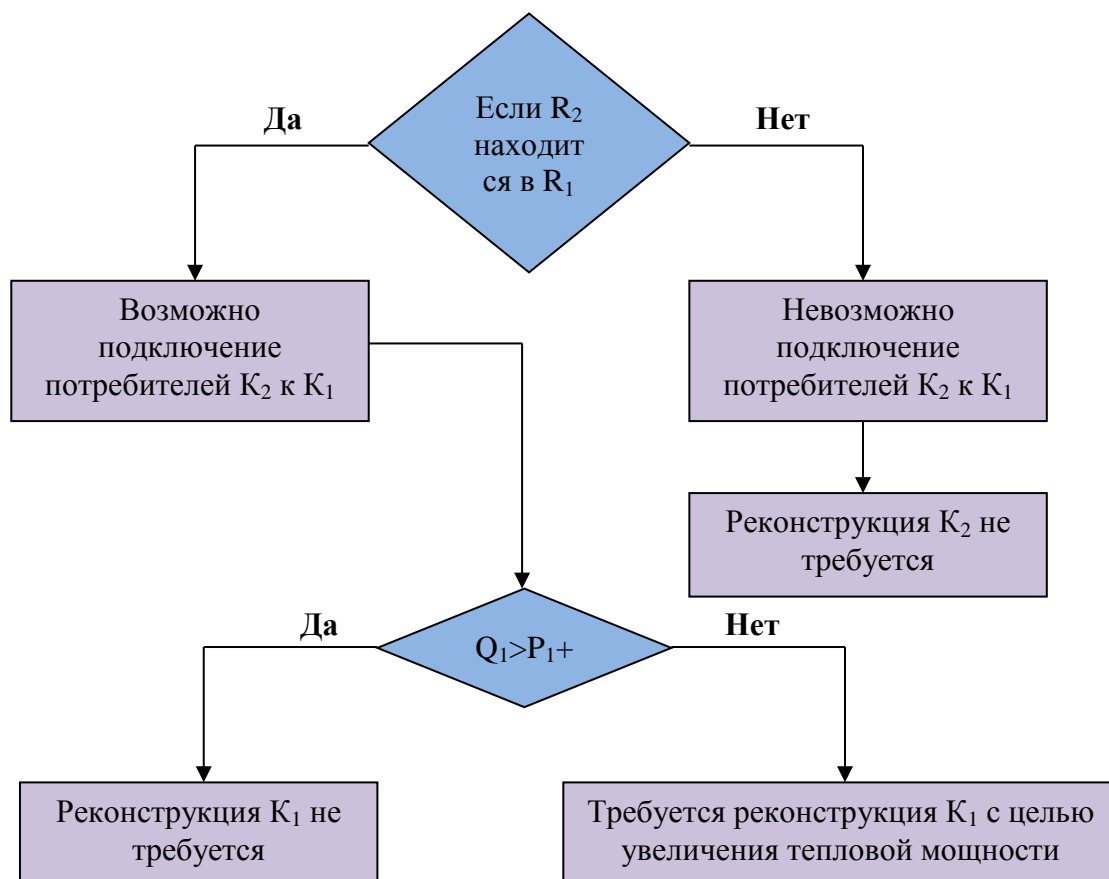 Да
Если R₂
находит
ся в R₁
Нет
Возможно
подключение
потребителей К₂ к К₁
Невозможно
подключение
потребителей К₂ к К₁
Реконструкция К₂ не
требуется
Да
Q₁>P₁+
Нет
Реконструкция К₁ не
требуется
Требуется реконструкция К₁ с целью
увеличения тепловой мощности